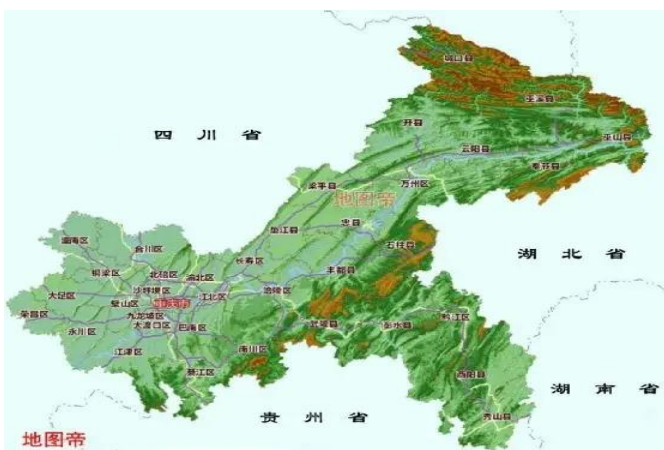 城口县
巫溪县
开县
巫山县
四川省
云阳县
奉节县
万州区
梁平县
地图帝
忠县
垫江县
石柱县
潼南区
合川区
湖北省
长寿区
铜梁区
北碚区
渝北区
丰都县
大足区
沙坪坝区
江北区
涪陵区
璧山区
重庆市
荣昌区
九龙坡区
武隆县
彭水县
黔江区
永川区
大渡口区
巴南区
江津区
南川区
綦江区
酉阳县
湖南省
贵州省
秀山县
地图帝